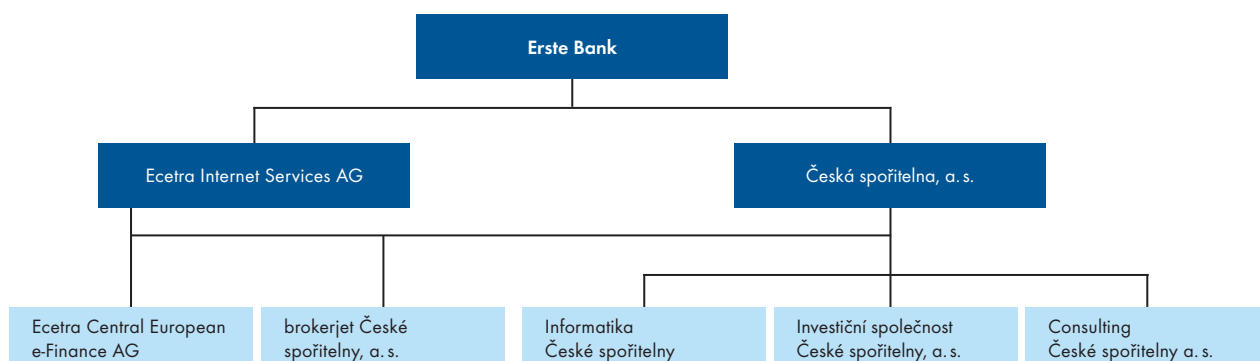 Erste Bank
Ecetra Internet Services AG
Česká spořitelna, a. s.
Ecetra Central European
e-Finance AG
brokerjet České
spořitelny, a. s.
Informatika
České spořitelny
Investiční společnost
České spořitelny, a. s.
Consulting
České spořitelny a. s.